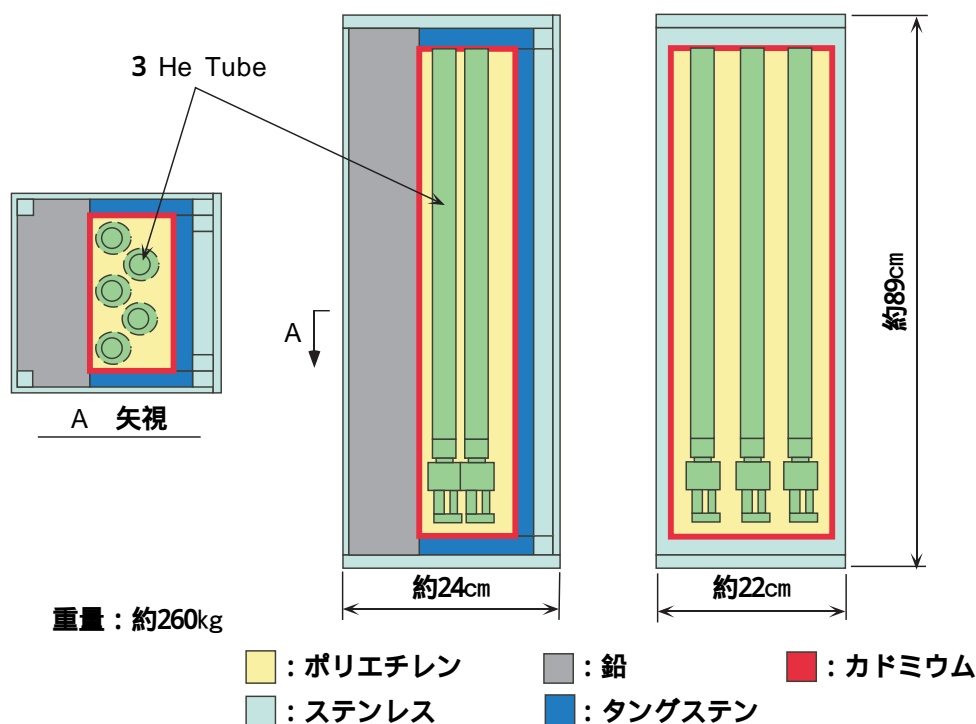 3 He Tube
A
A 矢視
約89cm
約24cm
約22cm
重量：約260kg
：ポリエチレン
：鉛
：カドミウム
：ステンレス
：タングステン